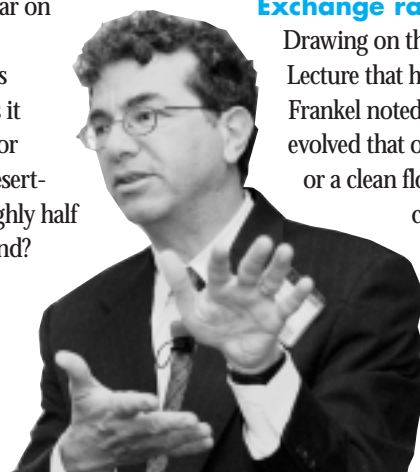 ar on
s
s it
or
esert-
ghly half
nd?
Exchange ra
Drawing on th
Lecture that h
Frankel noted
evolved that o
or a clean flo
c